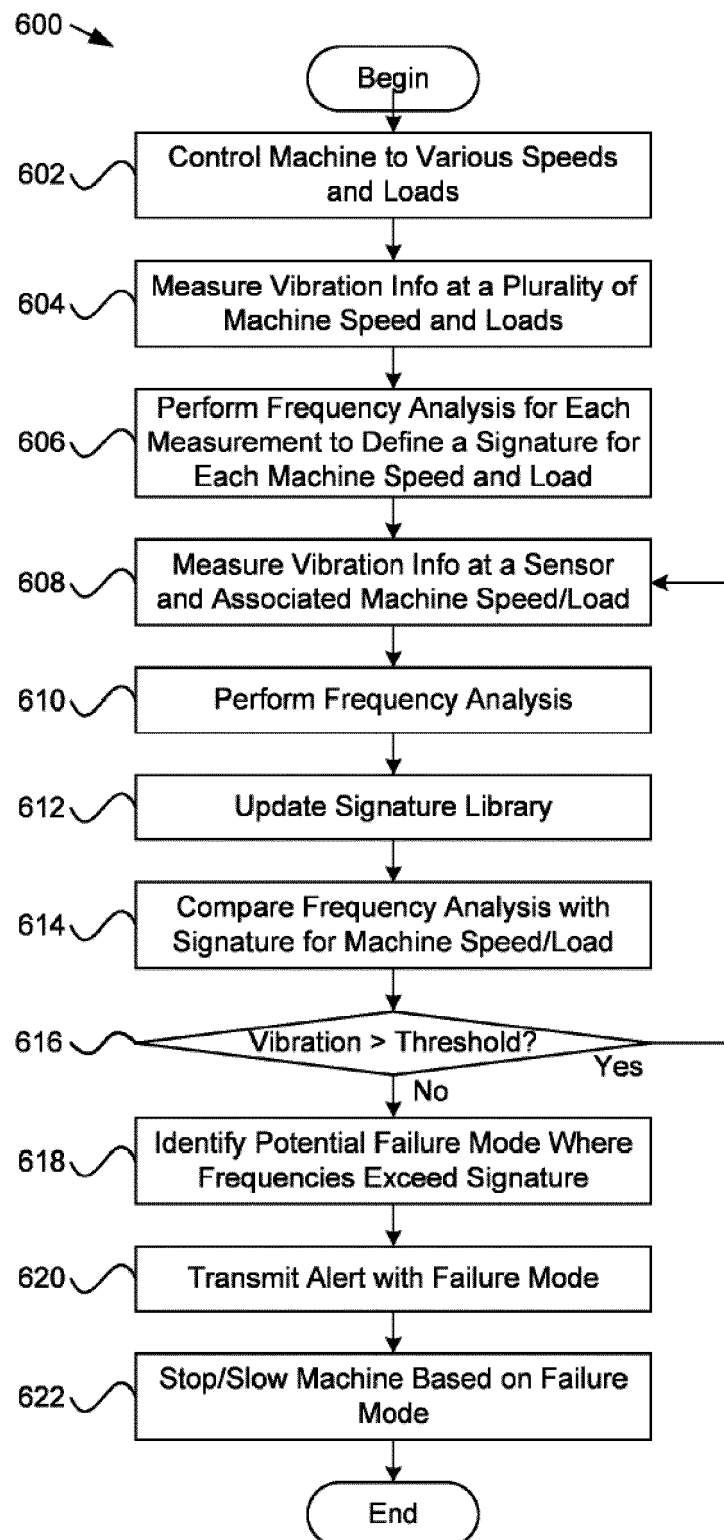 600
Begin
602
Control Machine to Various Speeds
and Loads
604
Measure Vibration Info at a Plurality of
Machine Speed and Loads
606
Perform Frequency Analysis for Each
Measurement to Define a Signature for
Each Machine Speed and Load
608
Measure Vibration Info at a Sensor
and Associated Machine Speed/Load
610
Perform Frequency Analysis
612
Update Signature Library
614
Compare Frequency Analysis with
Signature for Machine Speed/Load
616
Vibration > Threshold?
Yes
No
618
Identify Potential Failure Mode Where
Frequencies Exceed Signature
620
Transmit Alert with Failure Mode
622
Stop/Slow Machine Based on Failure
Mode
End